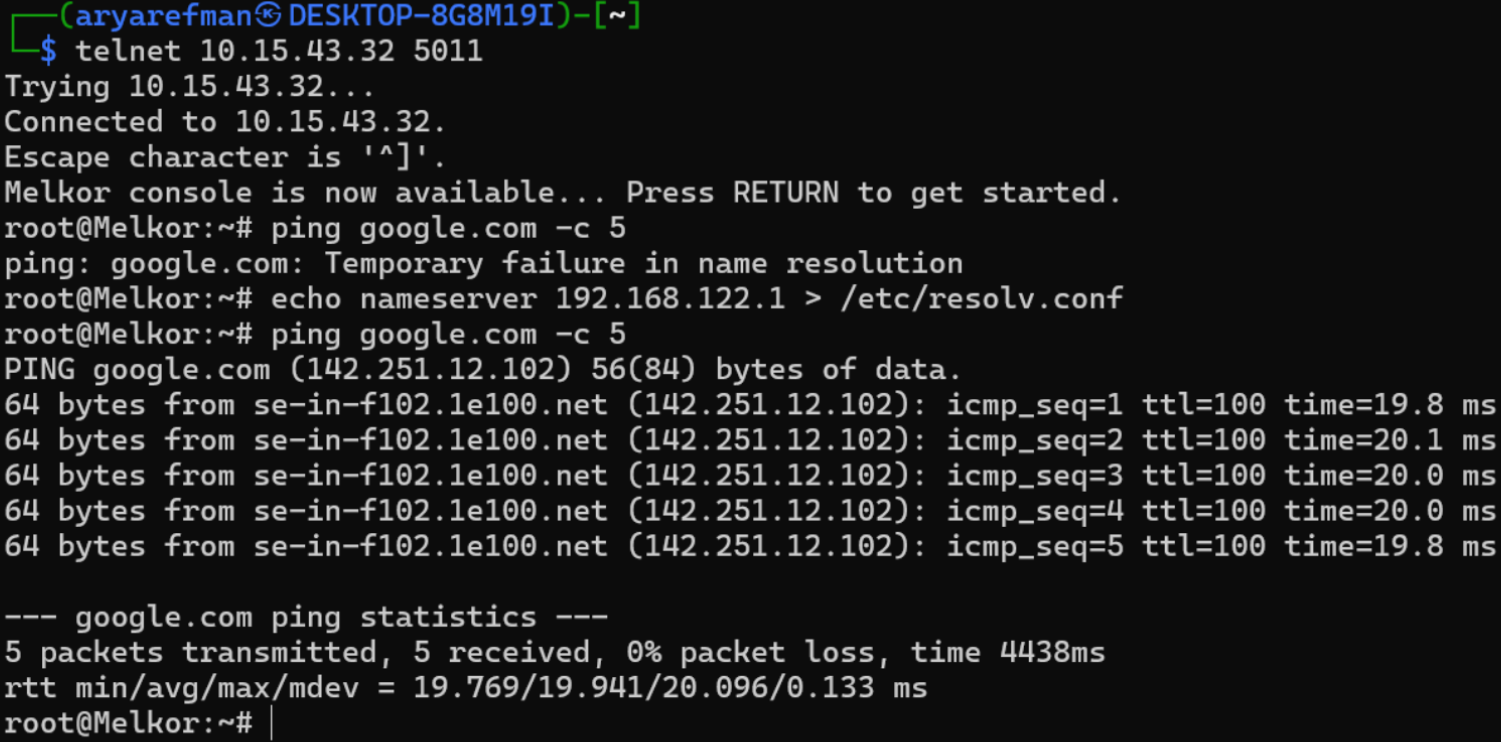 ┌──(aryarefman㉿DESKTOP-8G8M19I)-[~]
└─$ telnet 10.15.43.32 5011
Trying 10.15.43.32...
Connected to 10.15.43.32.
Escape character is '^]'.
Melkor console is now available... Press RETURN to get started.
root@Melkor:~# ping google.com -c 5
ping: google.com: Temporary failure in name resolution
root@Melkor:~# echo nameserver 192.168.122.1 > /etc/resolv.conf
root@Melkor:~# ping google.com -c 5
PING google.com (142.251.12.102) 56(84) bytes of data.
64 bytes from se-in-f102.1e100.net (142.251.12.102): icmp_seq=1 ttl=100 time=19.8 ms
64 bytes from se-in-f102.1e100.net (142.251.12.102): icmp_seq=2 ttl=100 time=20.1 ms
64 bytes from se-in-f102.1e100.net (142.251.12.102): icmp_seq=3 ttl=100 time=20.0 ms
64 bytes from se-in-f102.1e100.net (142.251.12.102): icmp_seq=4 ttl=100 time=20.0 ms
64 bytes from se-in-f102.1e100.net (142.251.12.102): icmp_seq=5 ttl=100 time=19.8 ms

--- google.com ping statistics ---
5 packets transmitted, 5 received, 0% packet loss, time 4438ms
rtt min/avg/max/mdev = 19.769/19.941/20.096/0.133 ms
root@Melkor:~#